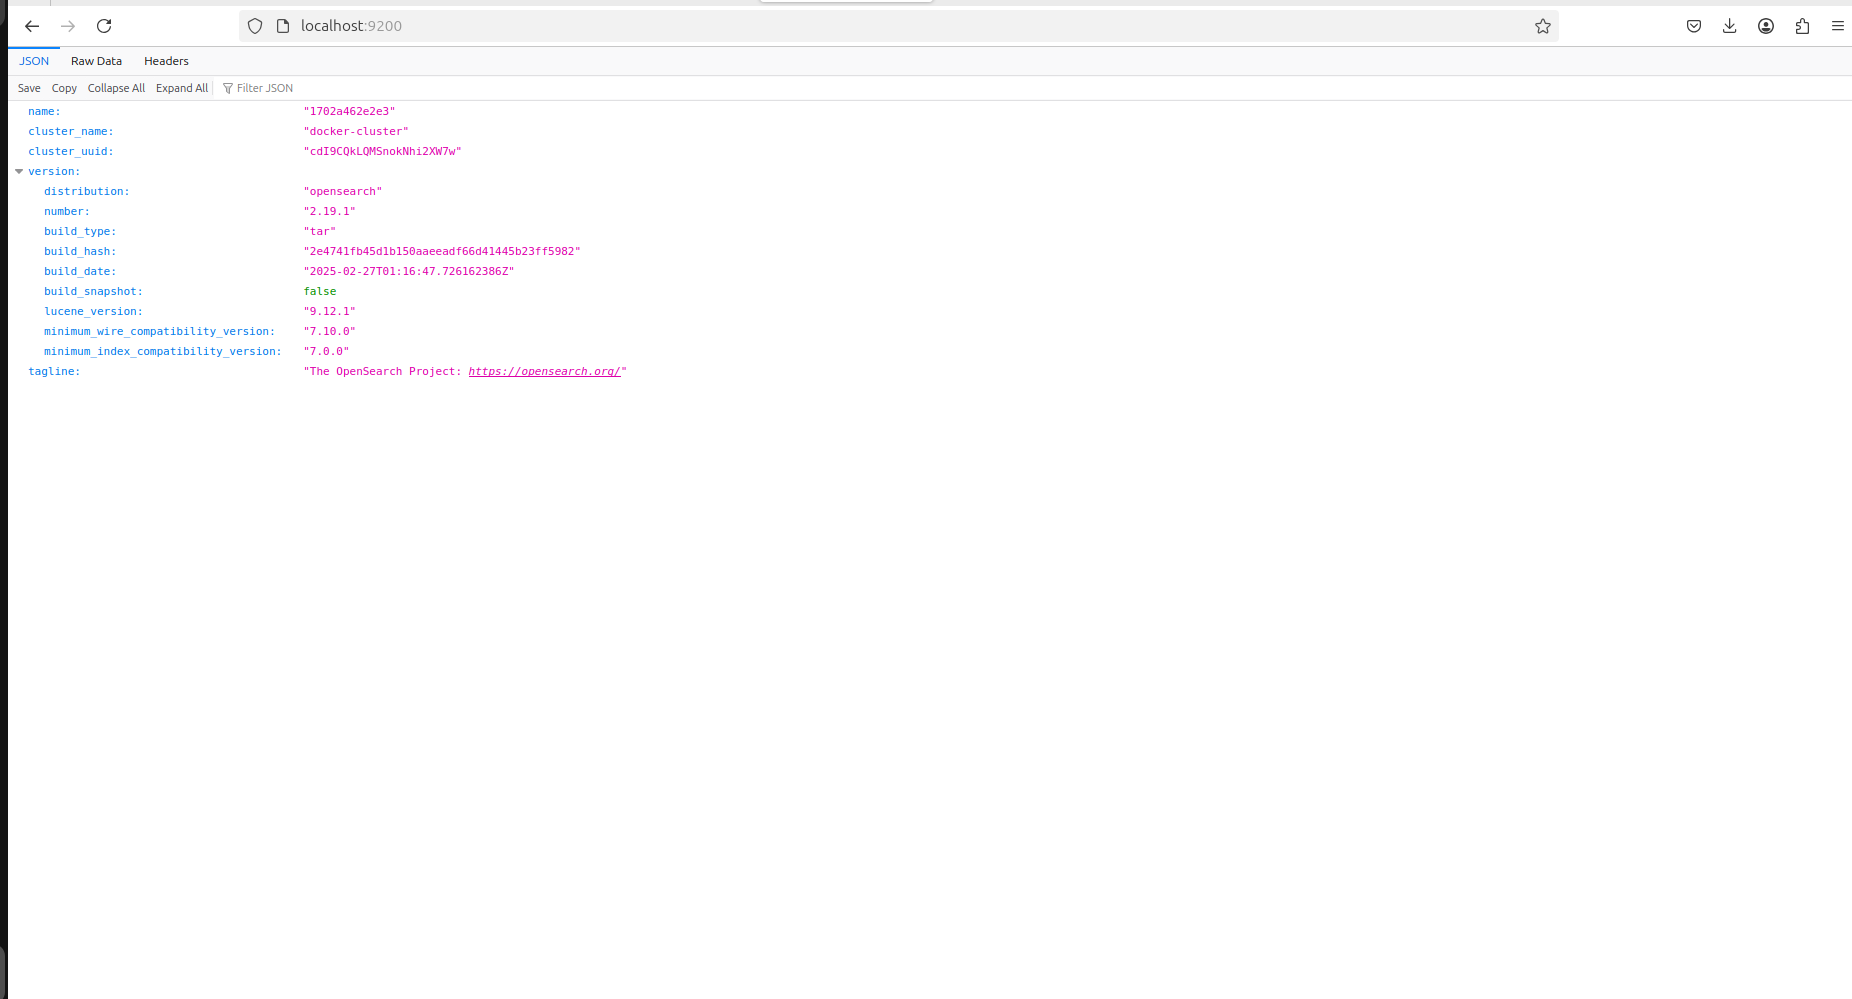 localhost:9200
JSON Raw Data Headers
Save Copy Collapse All Expand All Filter JSON
name: "1702a462e2e3"
cluster_name: "docker-cluster"
cluster_uuid: "cdI9CQkLQMSnokNhi2XW7w"
version:
distribution: "opensearch"
number: "2.19.1"
build_type: "tar"
build_hash: "2e4741fb45d1b150aaeeadf66d41445b23ff5982"
build_date: "2025-02-27T01:16:47.726162386Z"
build_snapshot: false
lucene_version: "9.12.1"
minimum_wire_compatibility_version: "7.10.0"
minimum_index_compatibility_version: "7.0.0"
tagline: "The OpenSearch Project: https://opensearch.org/"